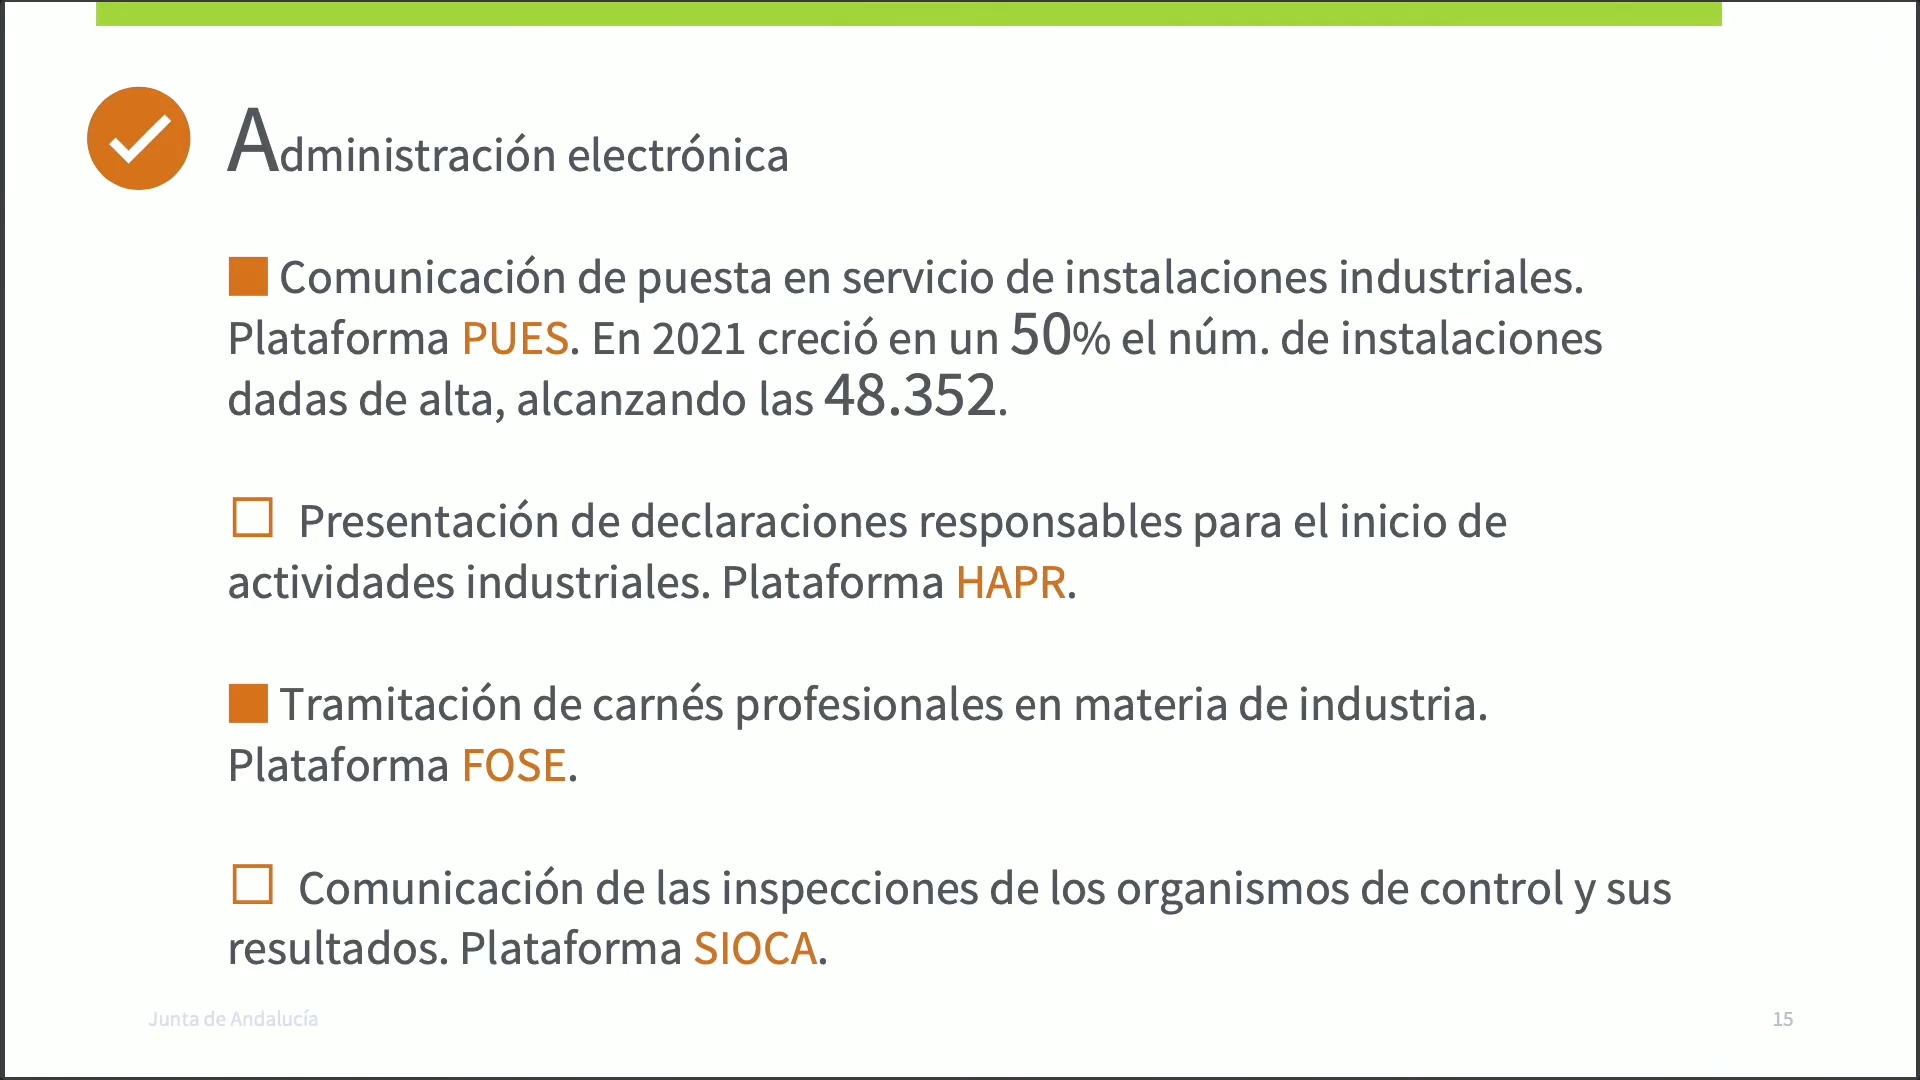 Administración electrónica
Comunicación de puesta en servicio de instalaciones industriales.
Plataforma PUES. En 2021 creció en un 50% el núm. de instalaciones
dadas de alta, alcanzando las 48.352.
Presentación de declaraciones responsables para el inicio de
actividades industriales. Plataforma HAPR.
Tramitación de carnés profesionales en materia de industria.
Plataforma FOSE.
Comunicación de las inspecciones de los organismos de control y sus
resultados. Plataforma SIOCA.
Junta de Andalucía
15